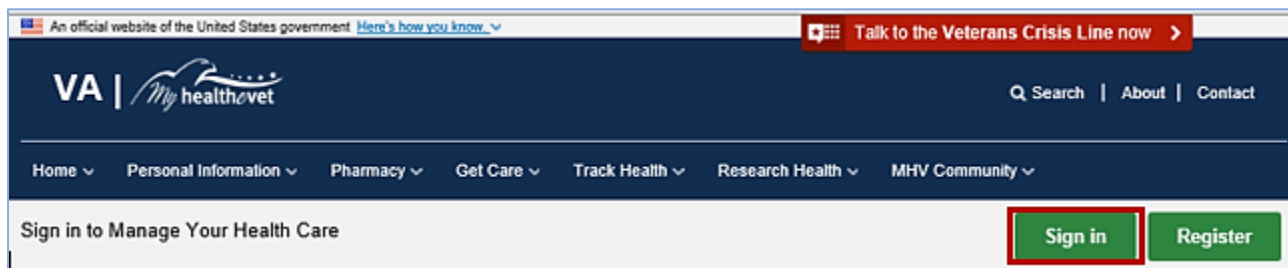 An official website of the United States government Here's how you know.
Talk to the Veterans Crisis Line now
VA | My healthevet
Search | About | Contact
Home Personal Information Pharmacy Get Care Track Health Research Health MHV Community
Sign in to Manage Your Health Care
Sign in Register